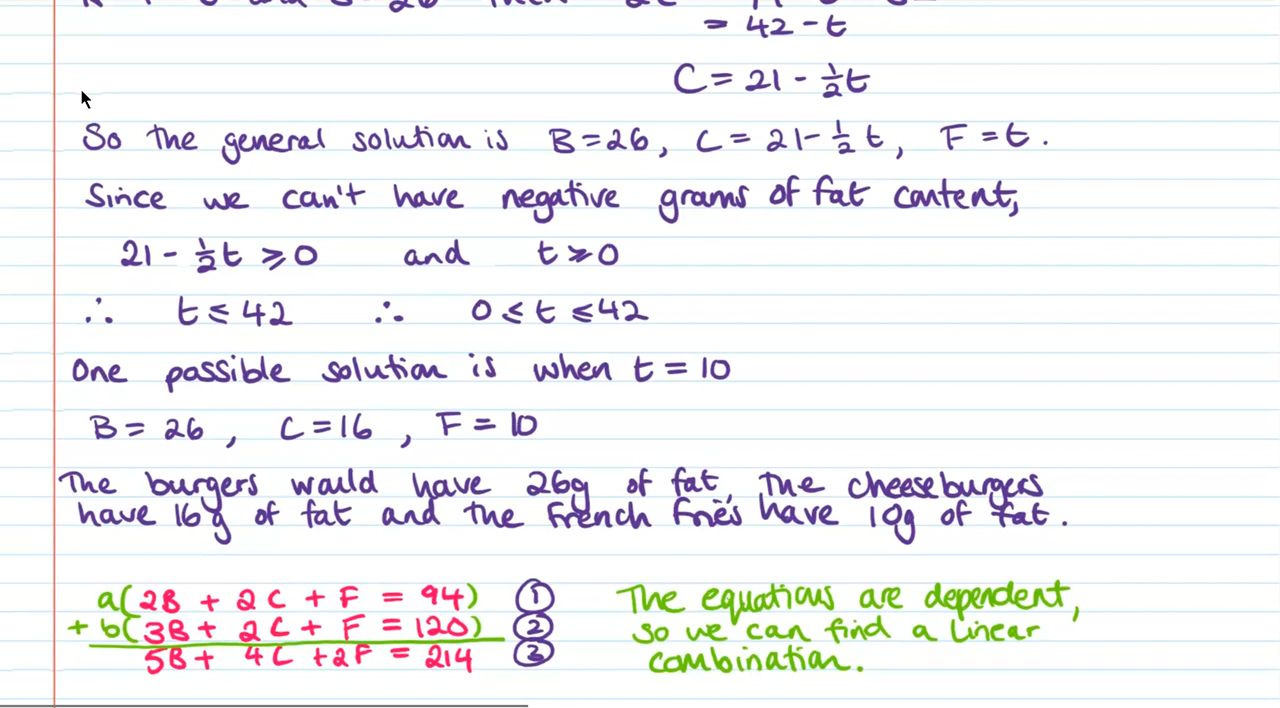 = 42 - t
C = 21 - ½t
So the general solution is B = 26, C = 21 - ½t, F = t.
Since we can't have negative grams of fat content,
21 - ½t ≥ 0 and t ≥ 0
∴ t ≤ 42 ∴ 0 ≤ t ≤ 42
One possible solution is when t = 10
B = 26, C = 16, F = 10
The burgers would have 26g of fat, the cheeseburgers
have 16g of fat and the French Fries have 10g of fat.
a(2B + 2C + F = 94) ① The equations are dependent,
+ b(3B + 2C + F = 120) ② so we can find a linear
5B + 4C + 2F = 214 ③ combination.